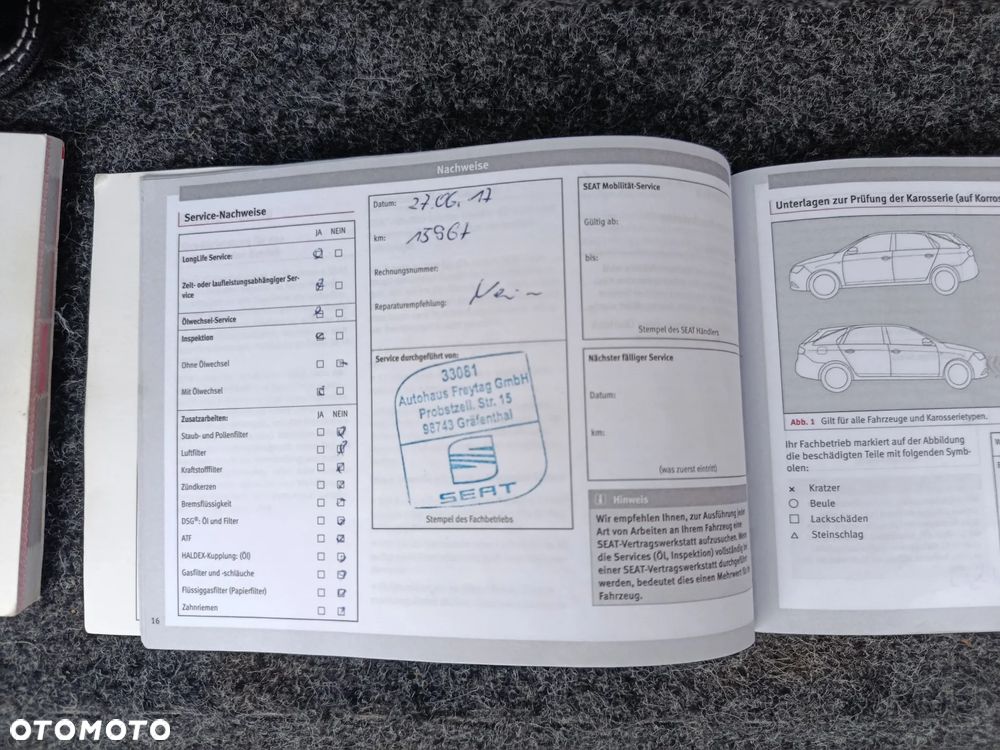 Nachweise
Service-Nachweise
JA NEIN
LongLife Service:
Zeit- oder laufleistungsabhängiger Ser-
vice
Ölwechsel-Service
Inspektion
Ohne Ölwechsel
Mit Ölwechsel
Zusatzarbeiten: JA NEIN
Staub- und Pollenfilter
Luftfilter
Kraftstofffilter
Zündkerzen
Bremsflüssigkeit
DSG®: Öl und Filter
ATF
HALDEX-Kupplung: (Öl)
Gasfilter und -schläuche
Flüssiggasfilter (Papierfilter)
Zahnriemen
16
Datum: 27.06.17
km:
Rechnungsnummer:
Reparaturempfehlung: Nein
Service durchgeführt von:
33081
Autohaus Freytag GmbH
Probstzell. Str. 15
98743 Gräfenthal
SEAT
Stempel des Fachbetriebs
SEAT Mobilität-Service
Gültig ab:
bis:
Stempel des SEAT Händlers
Nächster fälliger Service
Datum:
km:
(was zuerst eintritt)
Hinweis
Wir empfehlen Ihnen, zur Ausführung jeder
Art von Arbeiten an Ihrem Fahrzeug eine
SEAT-Vertragswerkstatt aufzusuchen. Wenn
die Services (Öl, Inspektion) vollständig in
einer SEAT-Vertragswerkstatt durchgeführt
werden, bedeutet dies einen Mehrwert für Ihr
Fahrzeug.
Unterlagen zur Prüfung der Karosserie (auf Korros
Abb. 1 Gilt für alle Fahrzeuge und Karosserietypen.
Ihr Fachbetrieb markiert auf der Abbildung
die beschädigten Teile mit folgenden Symb-
olen:
Kratzer
Beule
Lackschäden
Steinschlag
OTOMOTO